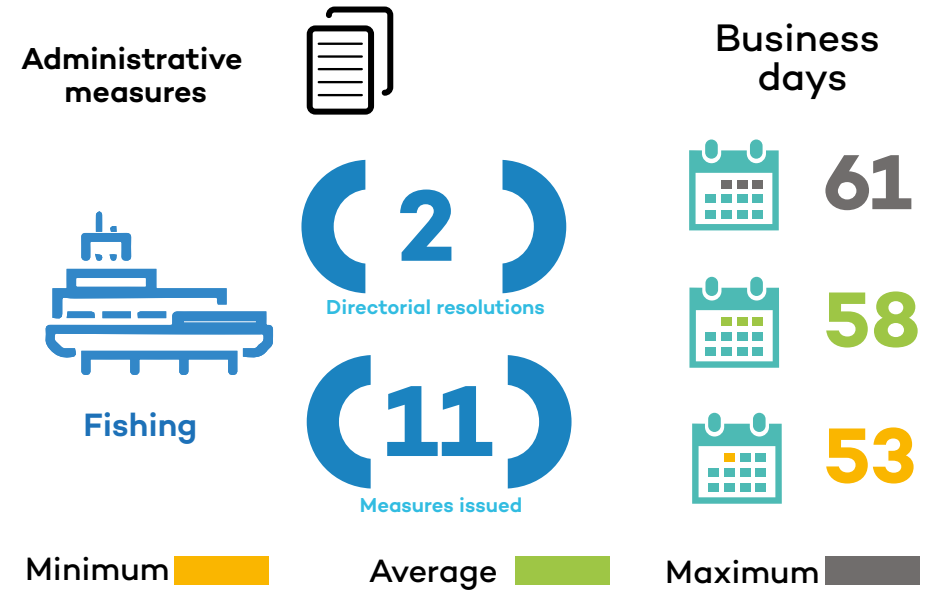 Administrative
measures
Business
days
2
Directorial resolutions
11
Measures issued
Fishing
61
58
53
Minimum
Average
Maximum